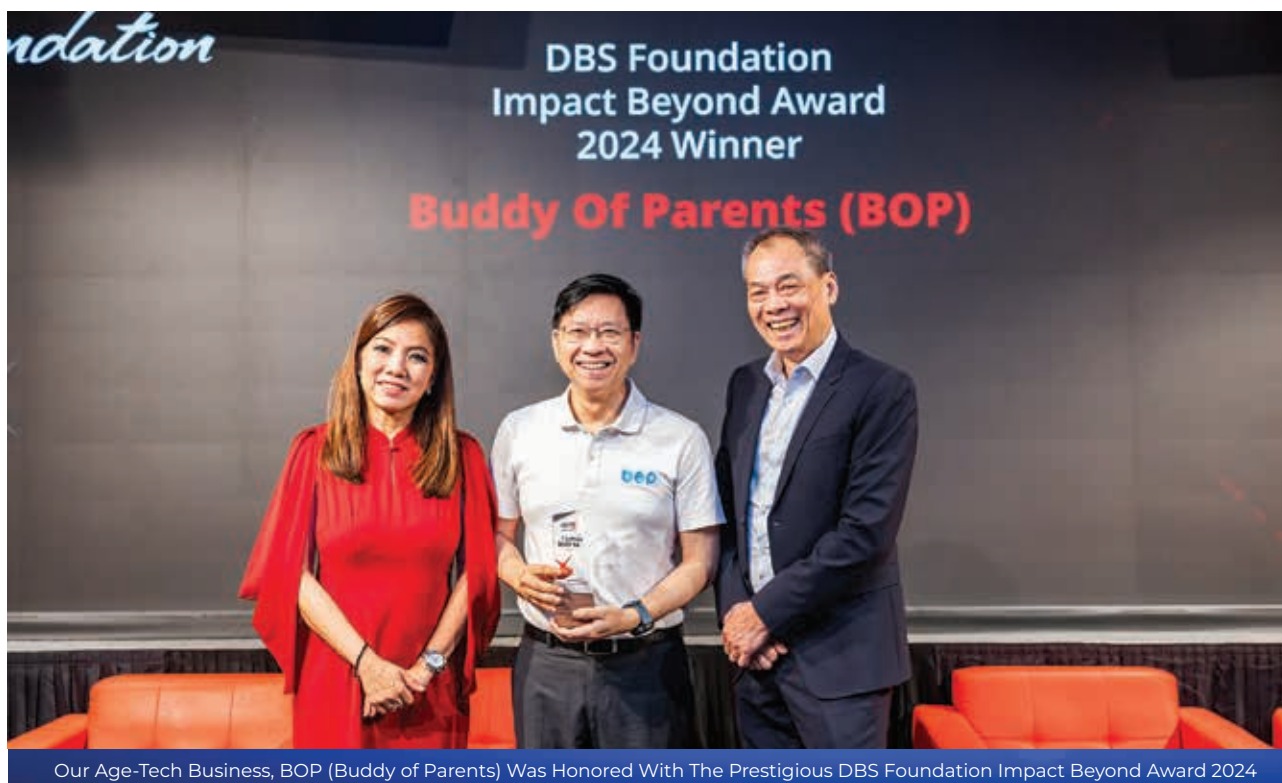 ndation
DBS Foundation
Impact Beyond Award
2024 Winner
Buddy Of Parents (BOP)
bop
Our Age-Tech Business, BOP (Buddy of Parents) Was Honored With The Prestigious DBS Foundation Impact Beyond Award 2024